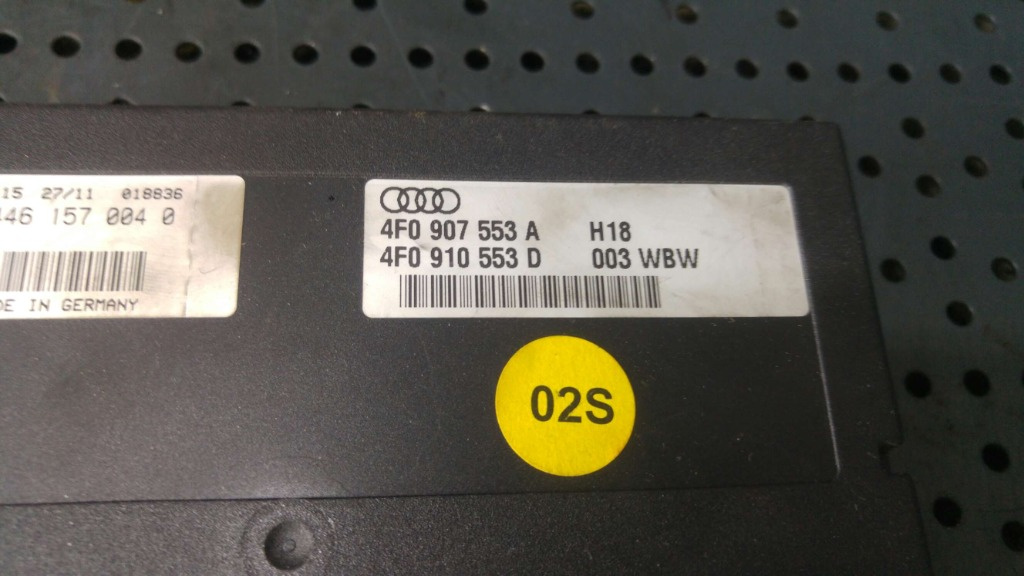 15 27/11 018836
46 157 004 0
DE IN GERMANY
4F0 907 553 A H18
4F0 910 553 D 003 WBW
02S